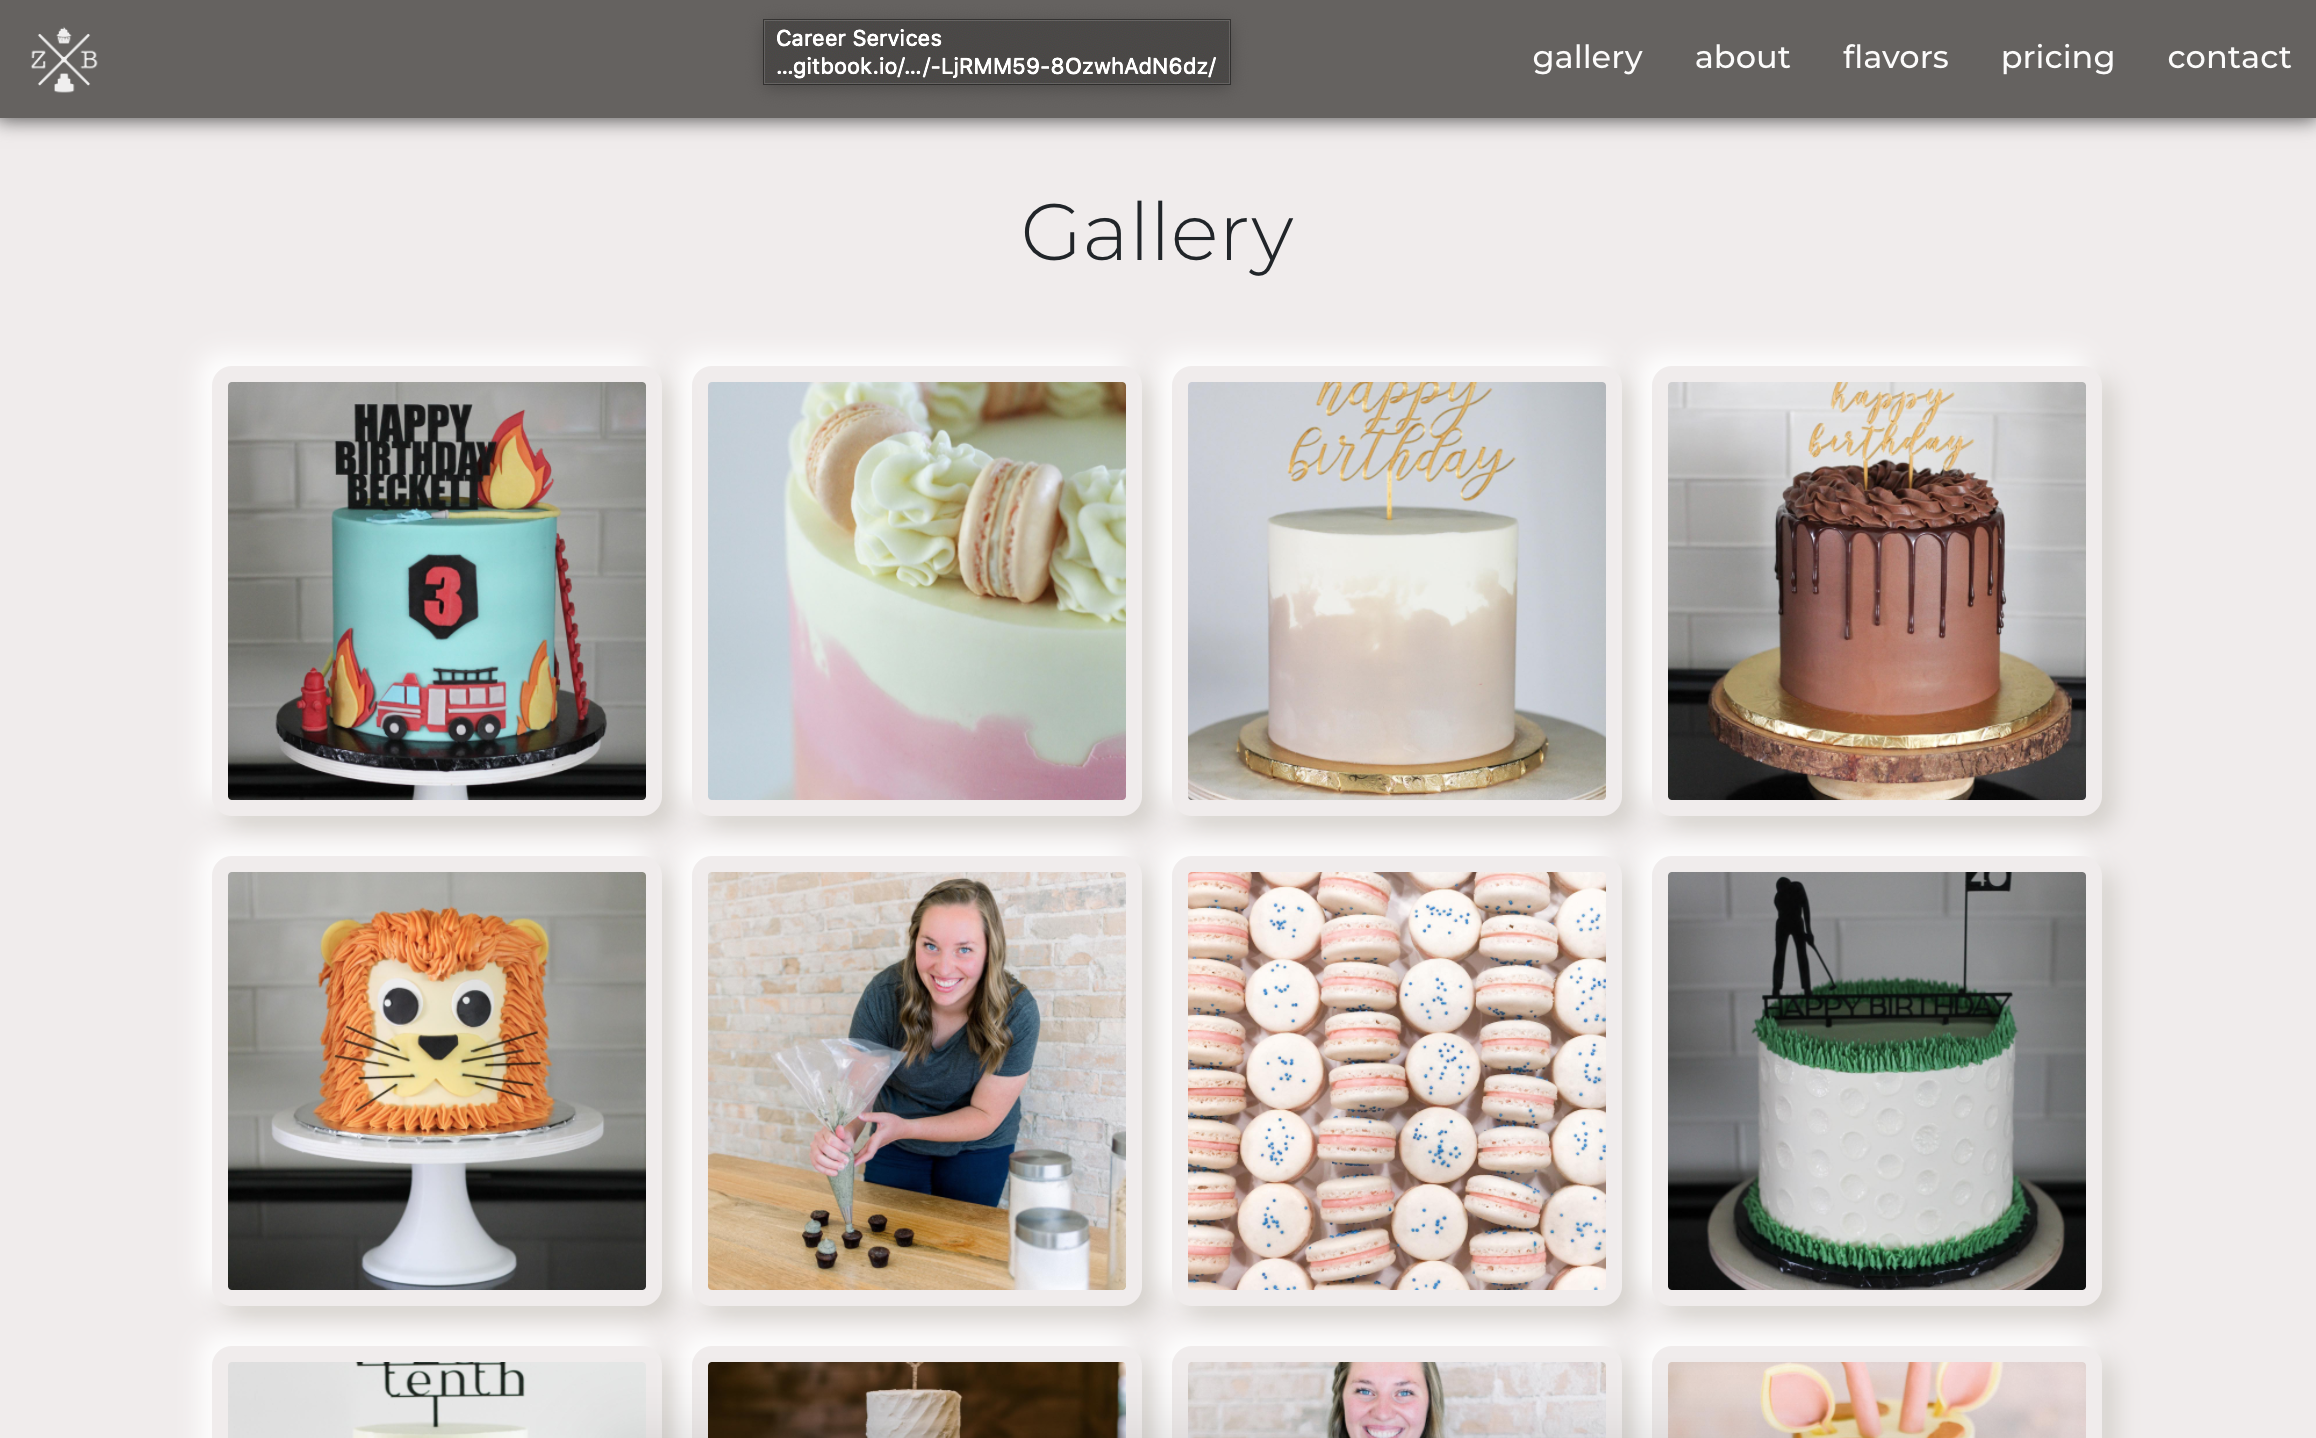 Z B
Career Services
...gitbook.io/.../-LjRMM59-8OzwhAdN6dz/
gallery
about
flavors
pricing
contact
Gallery
HAPPY
BIRTHDAY
BECKETT
3
happy
birthday
happy
birthday
40
HAPPY BIRTHDAY
tenth